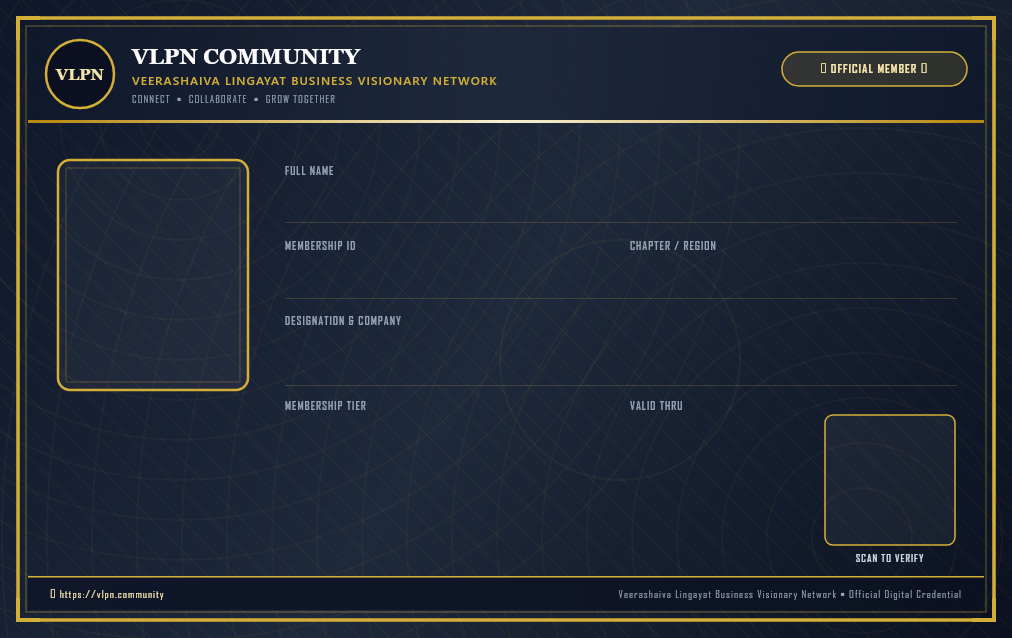 VLPN
VLPN COMMUNITY
VEERASHAIVA LINGAYAT BUSINESS VISIONARY NETWORK
CONNECT ▪ COLLABORATE ▪ GROW TOGETHER
▯ OFFICIAL MEMBER ▯
FULL NAME
MEMBERSHIP ID
CHAPTER / REGION
DESIGNATION & COMPANY
MEMBERSHIP TIER
VALID THRU
SCAN TO VERIFY
▯ https://vlpn.community
Veerashaiva Lingayat Business Visionary Network ▪ Official Digital Credential